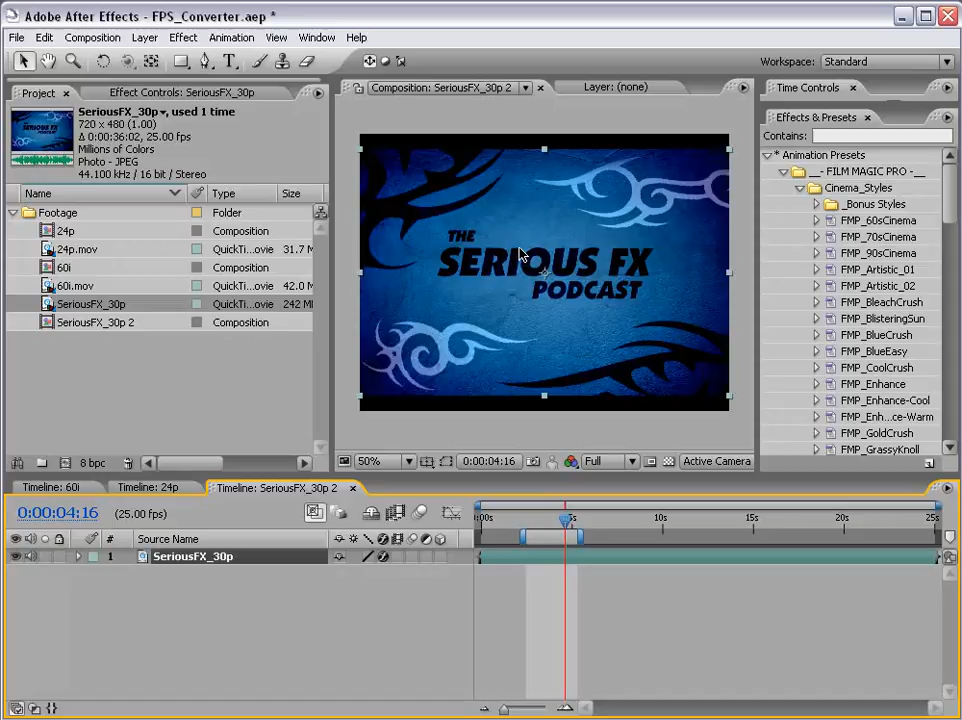 Adobe After Effects - FPS_Converter.aep *
File Edit Composition Layer Effect Animation View Window Help
Workspace: Standard
Project Effect Controls: SeriousFX_30p
SeriousFX_30p, used 1 time
720 x 480 (1.00)
Δ 0:00:36:02, 25.00 fps
Millions of Colors
Photo - JPEG
44.100 kHz / 16 bit / Stereo
Name Type Size
Footage Folder
24p Composition
24p.mov QuickTi...ovie 31.7 M
60i Composition
60i.mov QuickTi...ovie 42.0 M
SeriousFX_30p QuickTi...ovie 242 M
SeriousFX_30p 2 Composition
8 bpc
Composition: SeriousFX_30p 2 Layer: (none)
THE
SERIOUS FX
PODCAST
50% 0:00:04:16 Full Active Camera
Time Controls
Effects & Presets
Contains:
* Animation Presets
__- FILM MAGIC PRO -__
Cinema_Styles
_Bonus Styles
FMP_60sCinema
FMP_70sCinema
FMP_90sCinema
FMP_Artistic_01
FMP_Artistic_02
FMP_BleachCrush
FMP_BlisteringSun
FMP_BlueCrush
FMP_BlueEasy
FMP_CoolCrush
FMP_Enhance
FMP_Enhance-Cool
FMP_Enh...ce-Warm
FMP_GoldCrush
FMP_GrassyKnoll
Timeline: 60i Timeline: 24p Timeline: SeriousFX_30p 2
0:00:04:16 (25.00 fps)
:00s 5s 10s 15s 20s 25s
# Source Name
1 SeriousFX_30p